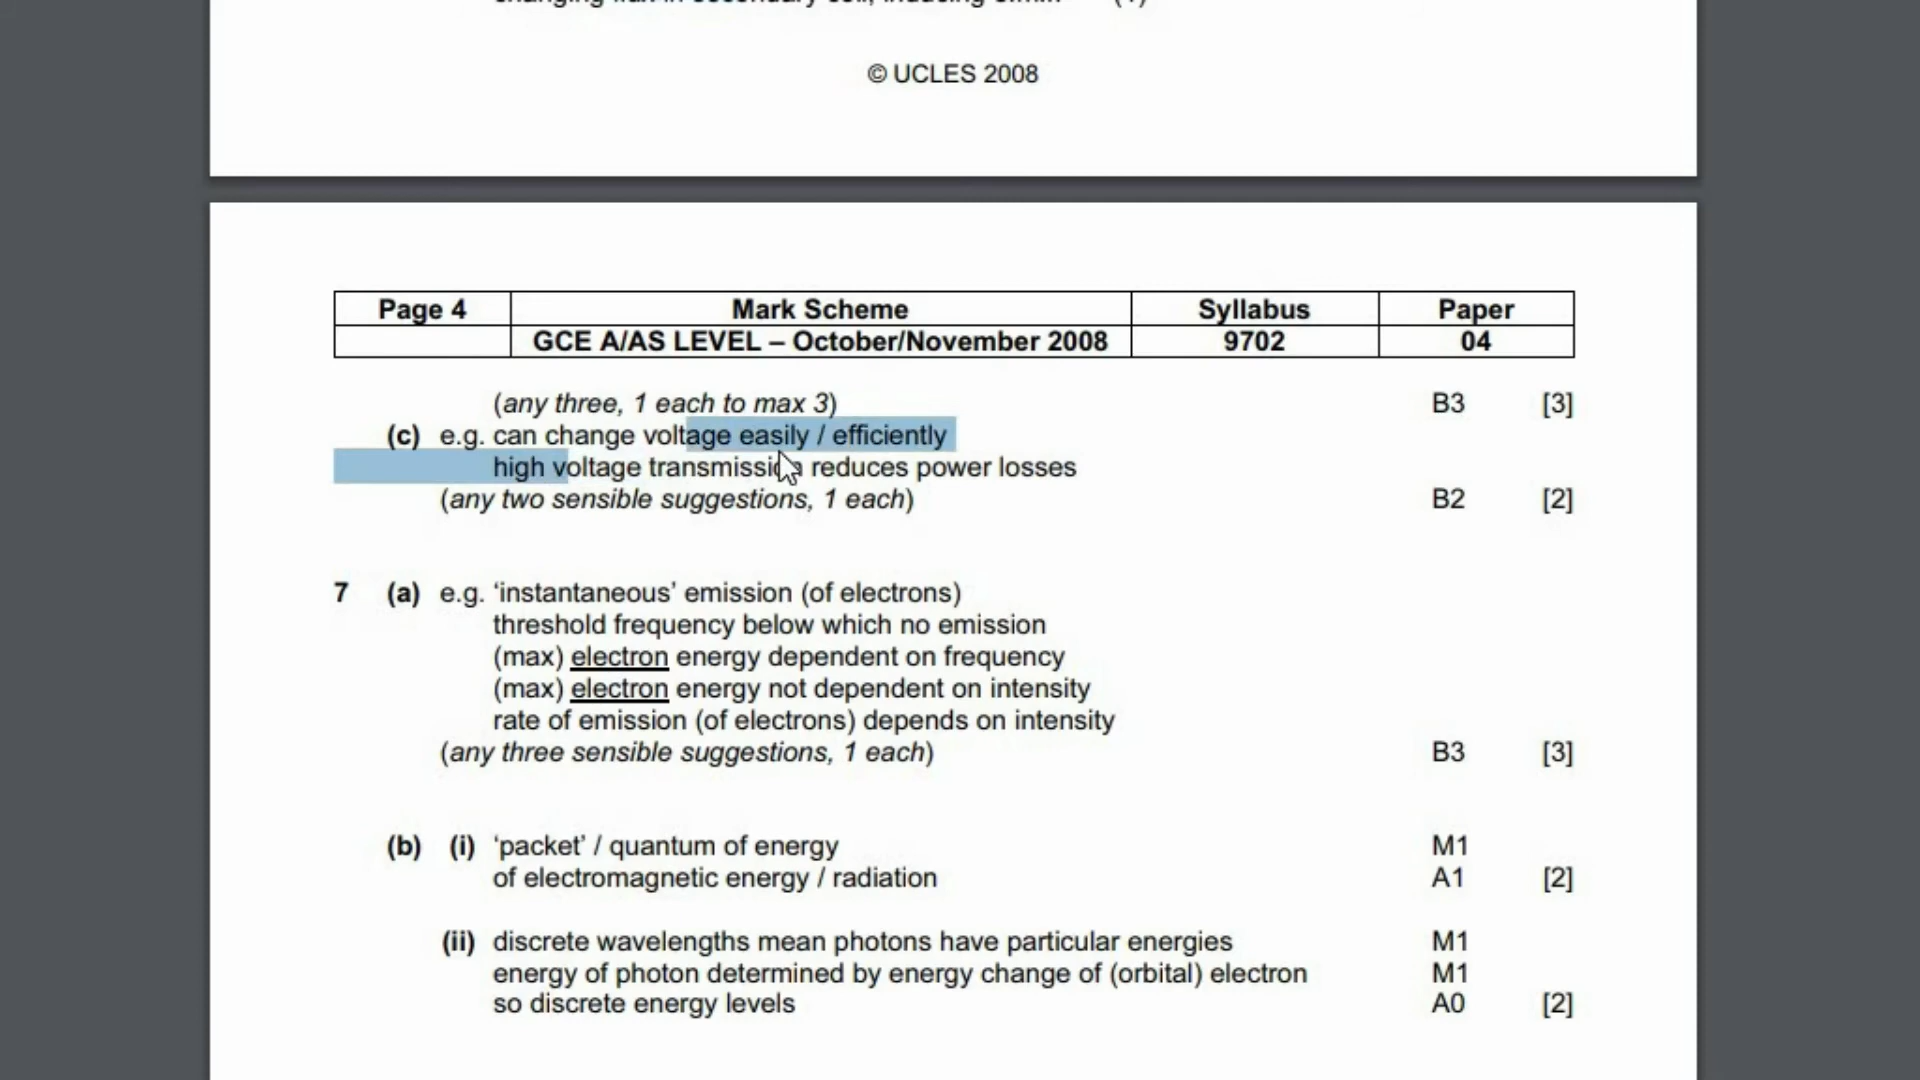 © UCLES 2008
Page 4 Mark Scheme Syllabus Paper
GCE A/AS LEVEL – October/November 2008 9702 04
(any three, 1 each to max 3) B3 [3]
(c) e.g. can change voltage easily / efficiently
high voltage transmission reduces power losses
(any two sensible suggestions, 1 each) B2 [2]
7 (a) e.g. ‘instantaneous’ emission (of electrons)
threshold frequency below which no emission
(max) electron energy dependent on frequency
(max) electron energy not dependent on intensity
rate of emission (of electrons) depends on intensity
(any three sensible suggestions, 1 each) B3 [3]
(b) (i) ‘packet’ / quantum of energy M1
of electromagnetic energy / radiation A1 [2]
(ii) discrete wavelengths mean photons have particular energies M1
energy of photon determined by energy change of (orbital) electron M1
so discrete energy levels A0 [2]